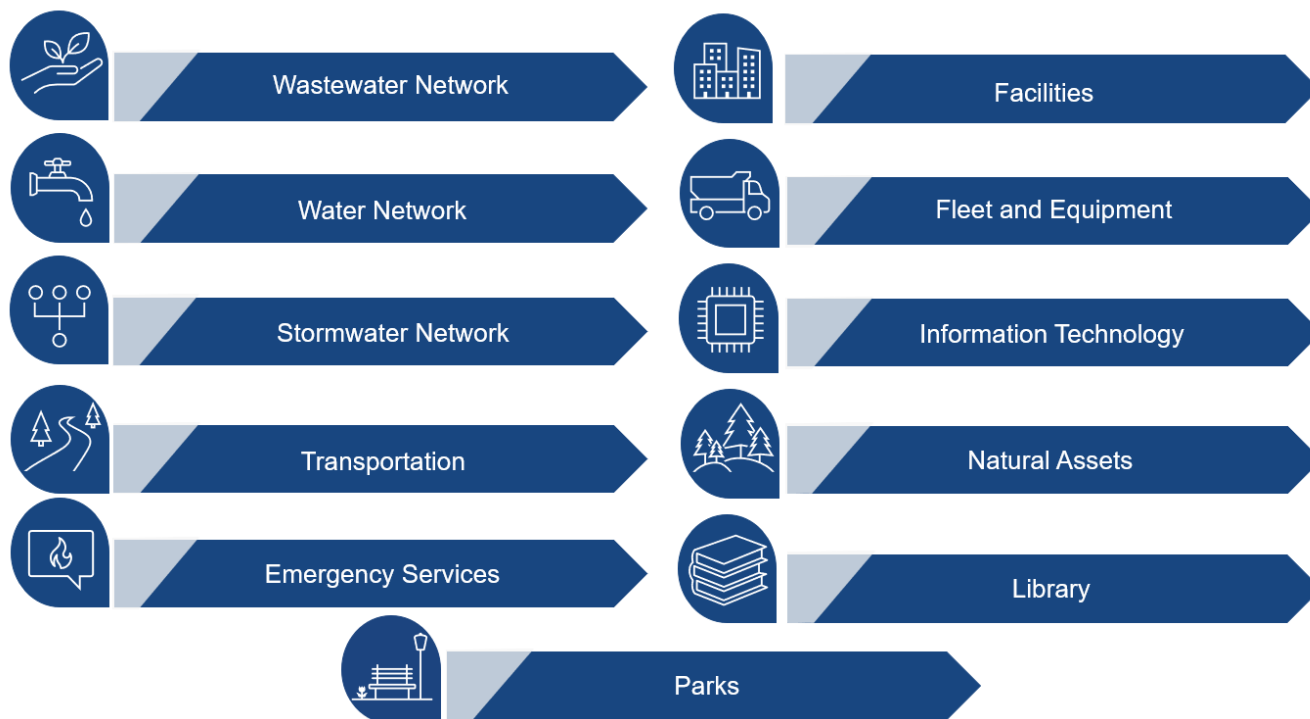 Wastewater Network
Water Network
Stormwater Network
Transportation
Emergency Services
Facilities
Fleet and Equipment
Information Technology
Natural Assets
Library
Parks